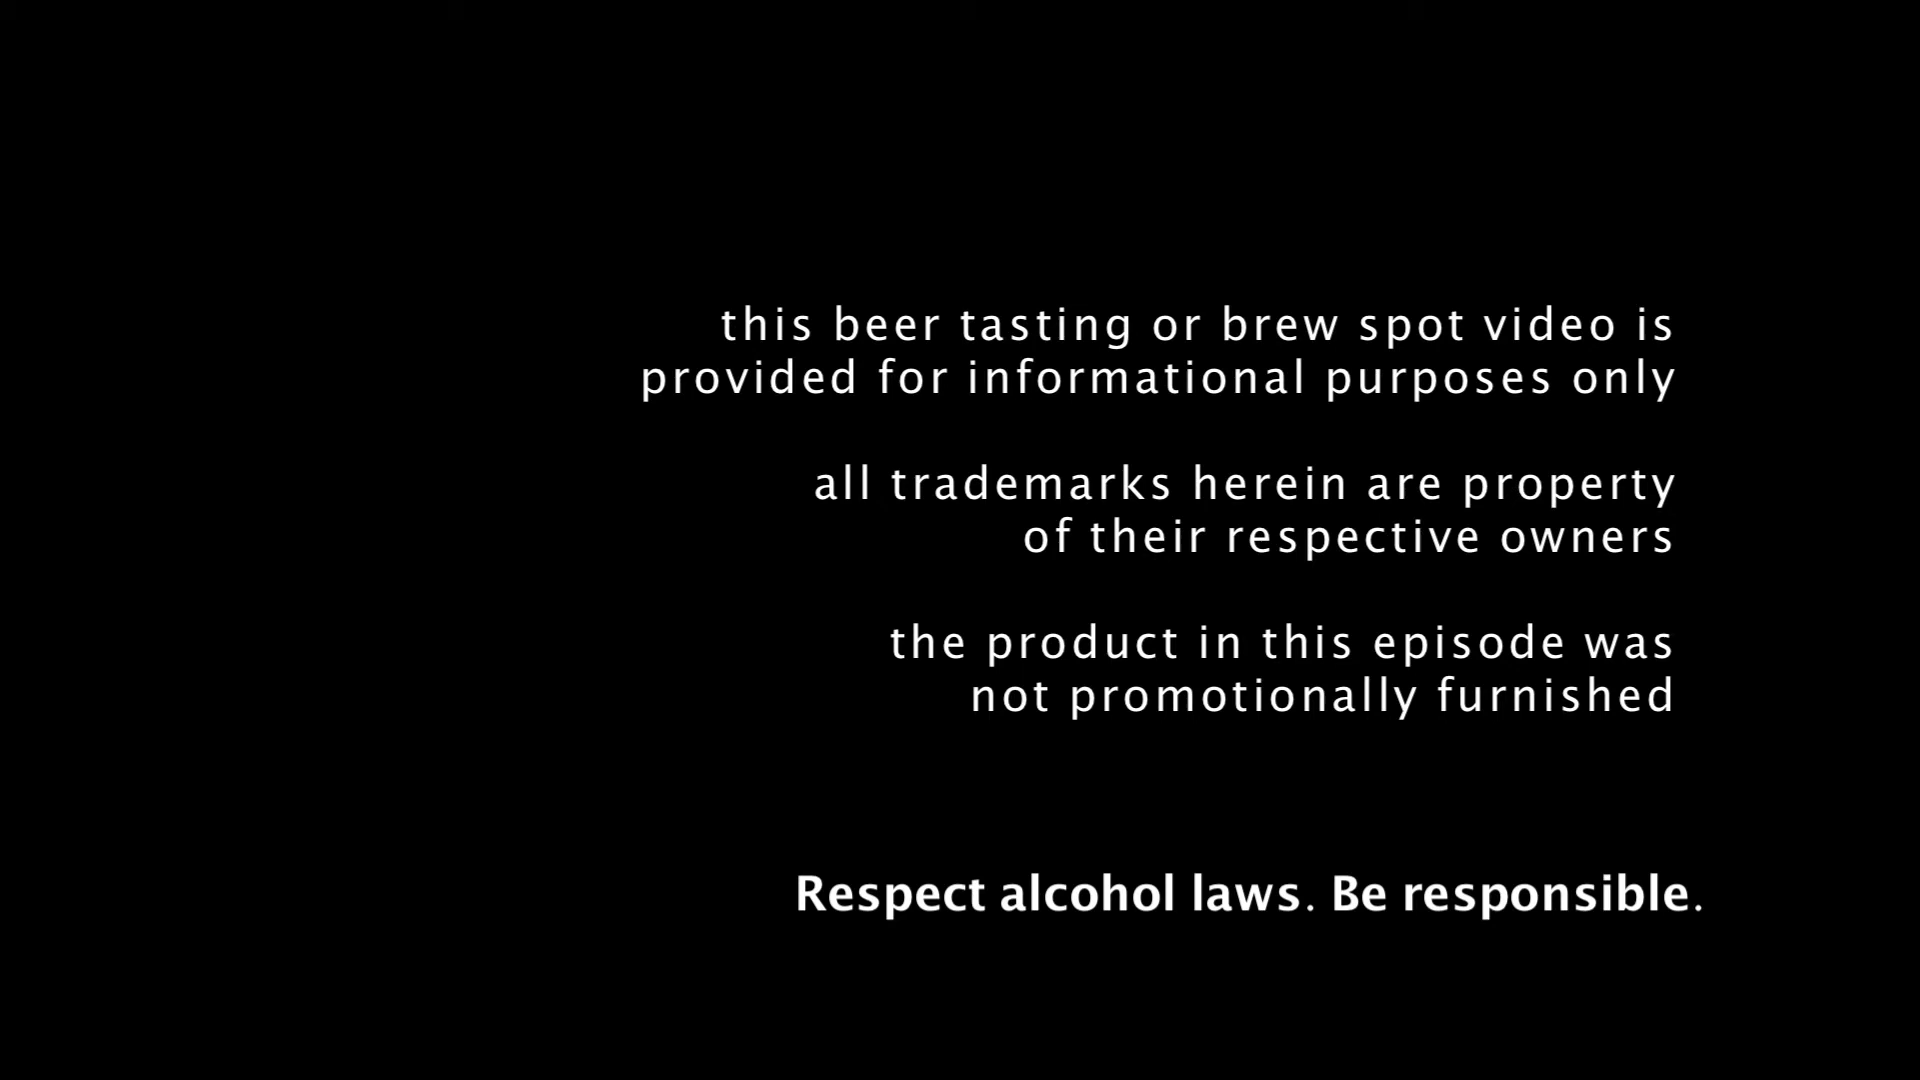 this beer tasting or brew spot video is
provided for informational purposes only
all trademarks herein are property
of their respective owners
the product in this episode was
not promotionally furnished
Respect alcohol laws. Be responsible.